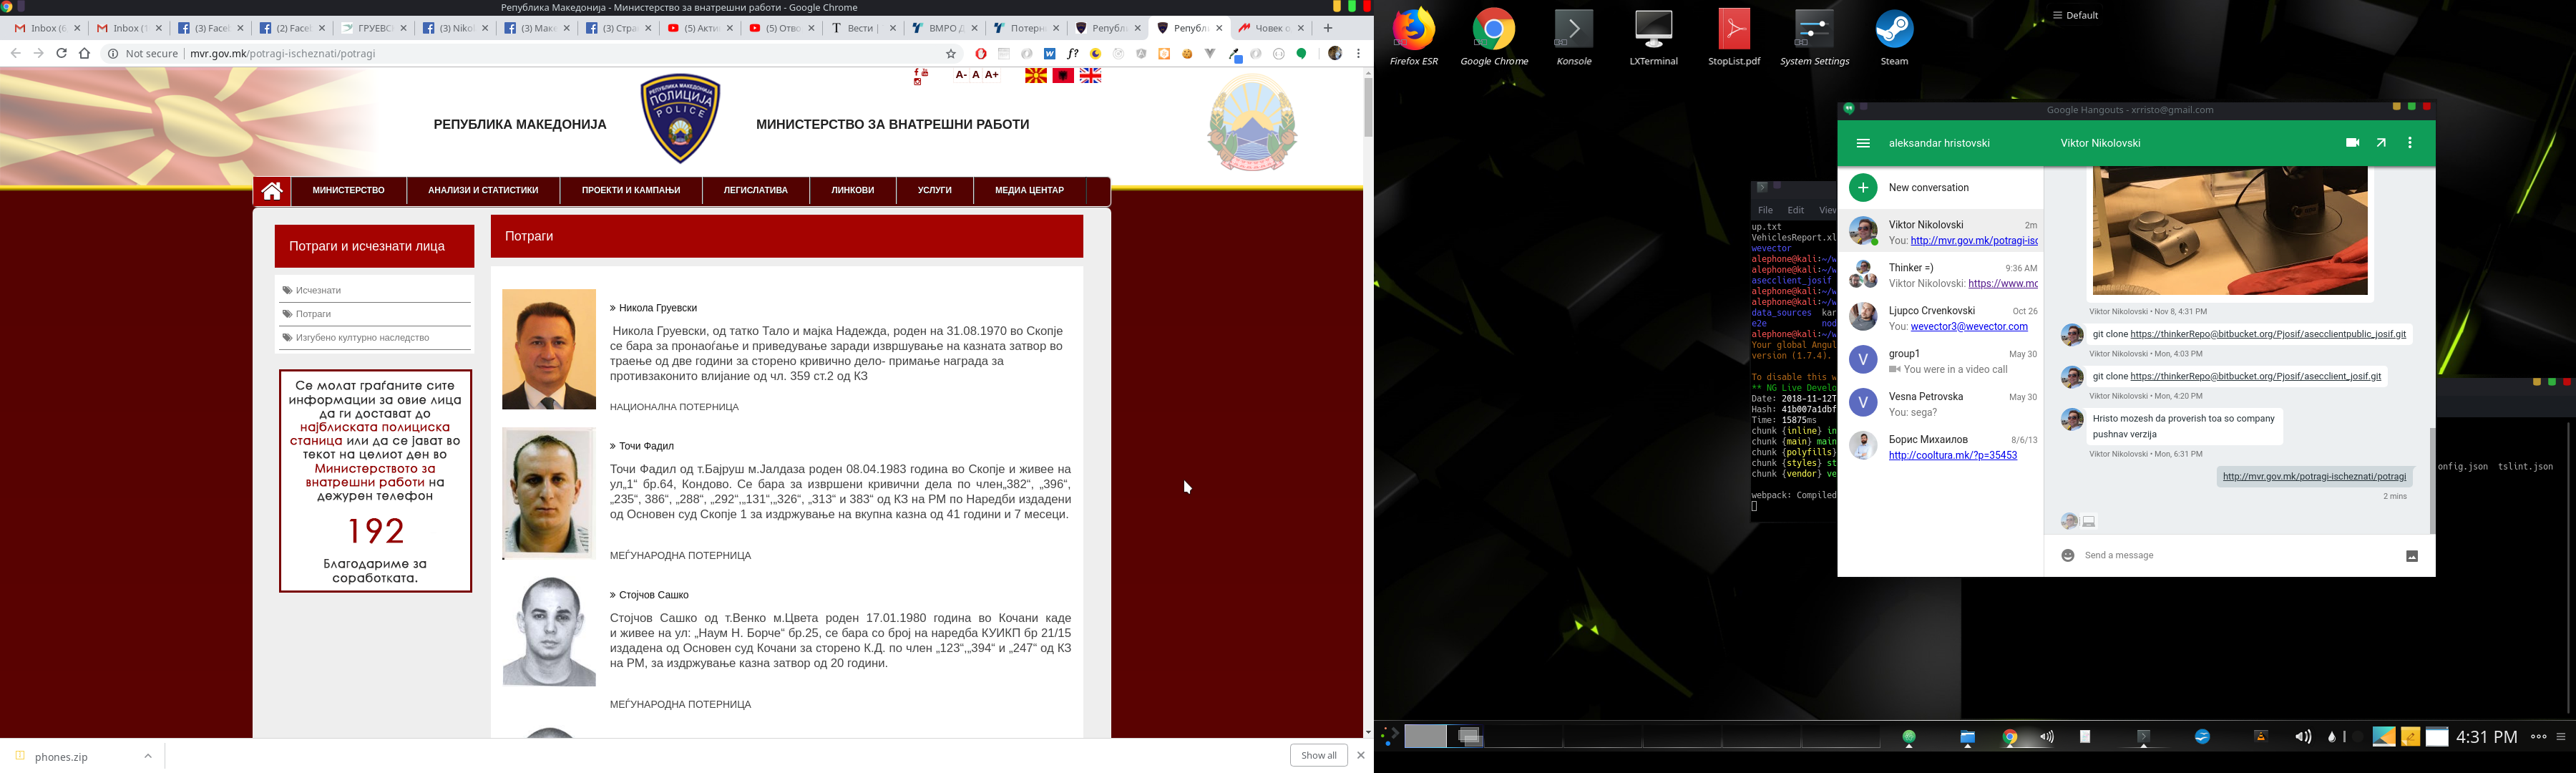 Република Македонија - Министерство за внатрешни работи - Google Chrome
Inbox (6
Inbox (1
(3) Facel
(2) Facel
ГРУЕВС
(3) Nikol
(3) Маке
(3) Стра
(5) Акти
(5) Отво
Вести |
ВМРО Д
Потерн
Републи
Републи
Човек о
Not secure | mvr.gov.mk/potragi-ischeznati/potragi
A- A A+
РЕПУБЛИКА МАКЕДОНИЈА
ПОЛИЦИЈА
POLICE
МИНИСТЕРСТВО ЗА ВНАТРЕШНИ РАБОТИ
МИНИСТЕРСТВО
АНАЛИЗИ И СТАТИСТИКИ
ПРОЕКТИ И КАМПАЊИ
ЛЕГИСЛАТИВА
ЛИНКОВИ
УСЛУГИ
МЕДИА ЦЕНТАР
Потраги и исчезнати лица
Исчезнати
Потраги
Изгубено културно наследство
Се молат граѓаните сите
информации за овие лица
да ги достават до
најблиската полициска
станица или да се јават во
текот на целиот ден во
Министерството за
внатрешни работи на
дежурен телефон
192
Благодариме за
соработката.
Потраги
Никола Груевски
Никола Груевски, од татко Тало и мајка Надежда, роден на 31.08.1970 во Скопје
се бара за пронаоѓање и приведување заради извршување на казната затвор во
траење од две години за сторено кривично дело- примање награда за
противзаконито влијание од чл. 359 ст.2 од КЗ
НАЦИОНАЛНА ПОТЕРНИЦА
Точи Фадил
Точи Фадил од т.Бајруш м.Јалдаза роден 08.04.1983 година во Скопје и живее на
ул„1“ бр.64, Кондово. Се бара за извршени кривични дела по член„382“, „396“,
„235“, 386“, „288“, „292“,„131“,„326“, „313“ и 383“ од КЗ на РМ по Наредби издадени
од Основен суд Скопје 1 за издржување на вкупна казна од 41 години и 7 месеци.
МЕЃУНАРОДНА ПОТЕРНИЦА
Стојчов Сашко
Стојчов Сашко од т.Венко м.Цвета роден 17.01.1980 година во Кочани каде
и живее на ул: „Наум Н. Борче“ бр.25, се бара со број на наредба КУИКП бр 21/15
издадена од Основен суд Кочани за сторено К.Д. по член „123“,„394“ и „247“ од КЗ
на РМ, за издржување казна затвор од 20 години.
МЕЃУНАРОДНА ПОТЕРНИЦА
phones.zip
Show all
Firefox ESR
Google Chrome
Konsole
LXTerminal
StopList.pdf
System Settings
Steam
Default
File Edit View
up.txt
VehiclesReport.xl
wevector
alephone@kali:~/w
alephone@kali:~/w
asecclient_josif
alephone@kali:~/w
alephone@kali:~/w
data_sources kar
e2e nod
alephone@kali:~/w
Your global Angul
version (1.7.4).
To disable this w
** NG Live Develo
Date: 2018-11-12T
Hash: 41b007a1dbf
Time: 15875ms
chunk {inline} in
chunk {main} main
chunk {polyfills}
chunk {styles} st
chunk {vendor} ve
webpack: Compiled
Google Hangouts - xrristo@gmail.com
aleksandar hristovski
Viktor Nikolovski
New conversation
Viktor Nikolovski 2m
You: http://mvr.gov.mk/potragi-isc
Thinker =) 9:36 AM
Viktor Nikolovski: https://www.mc
Ljupco Crvenkovski Oct 26
You: wevector3@wevector.com
group1 May 30
You were in a video call
Vesna Petrovska May 30
You: sega?
Борис Михаилов 8/6/13
http://cooltura.mk/?p=35453
Viktor Nikolovski • Nov 8, 4:31 PM
git clone https://thinkerRepo@bitbucket.org/Pjosif/asecclientpublic_josif.git
Viktor Nikolovski • Mon, 4:03 PM
git clone https://thinkerRepo@bitbucket.org/Pjosif/asecclient_josif.git
Viktor Nikolovski • Mon, 4:20 PM
Hristo mozesh da proverish toa so company
pushnav verzija
Viktor Nikolovski • Mon, 6:31 PM
http://mvr.gov.mk/potragi-ischeznati/potragi
2 mins
Send a message
onfig.json tslint.json
4:31 PM